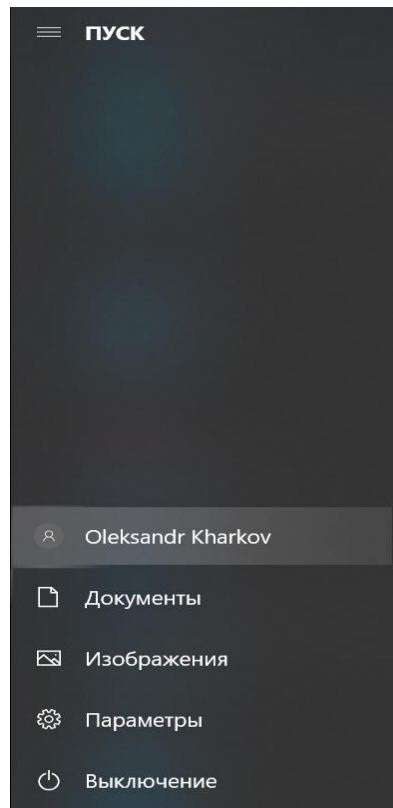 ПУСК
Oleksandr Kharkov
Документы
Изображения
Параметры
Выключение